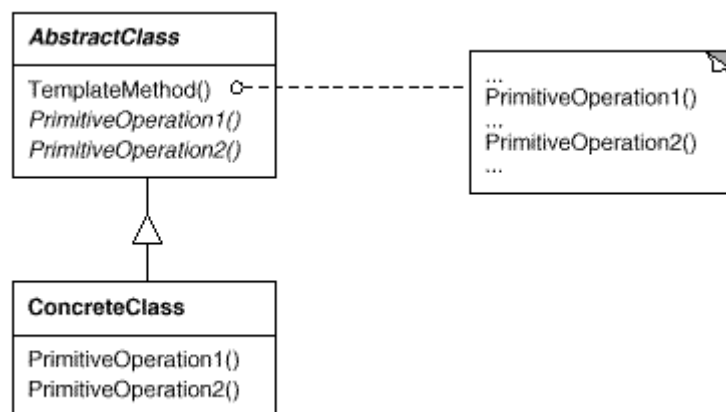 AbstractClass
TemplateMethod()
PrimitiveOperation1()
PrimitiveOperation2()
...
PrimitiveOperation1()
...
PrimitiveOperation2()
...
ConcreteClass
PrimitiveOperation1()
PrimitiveOperation2()